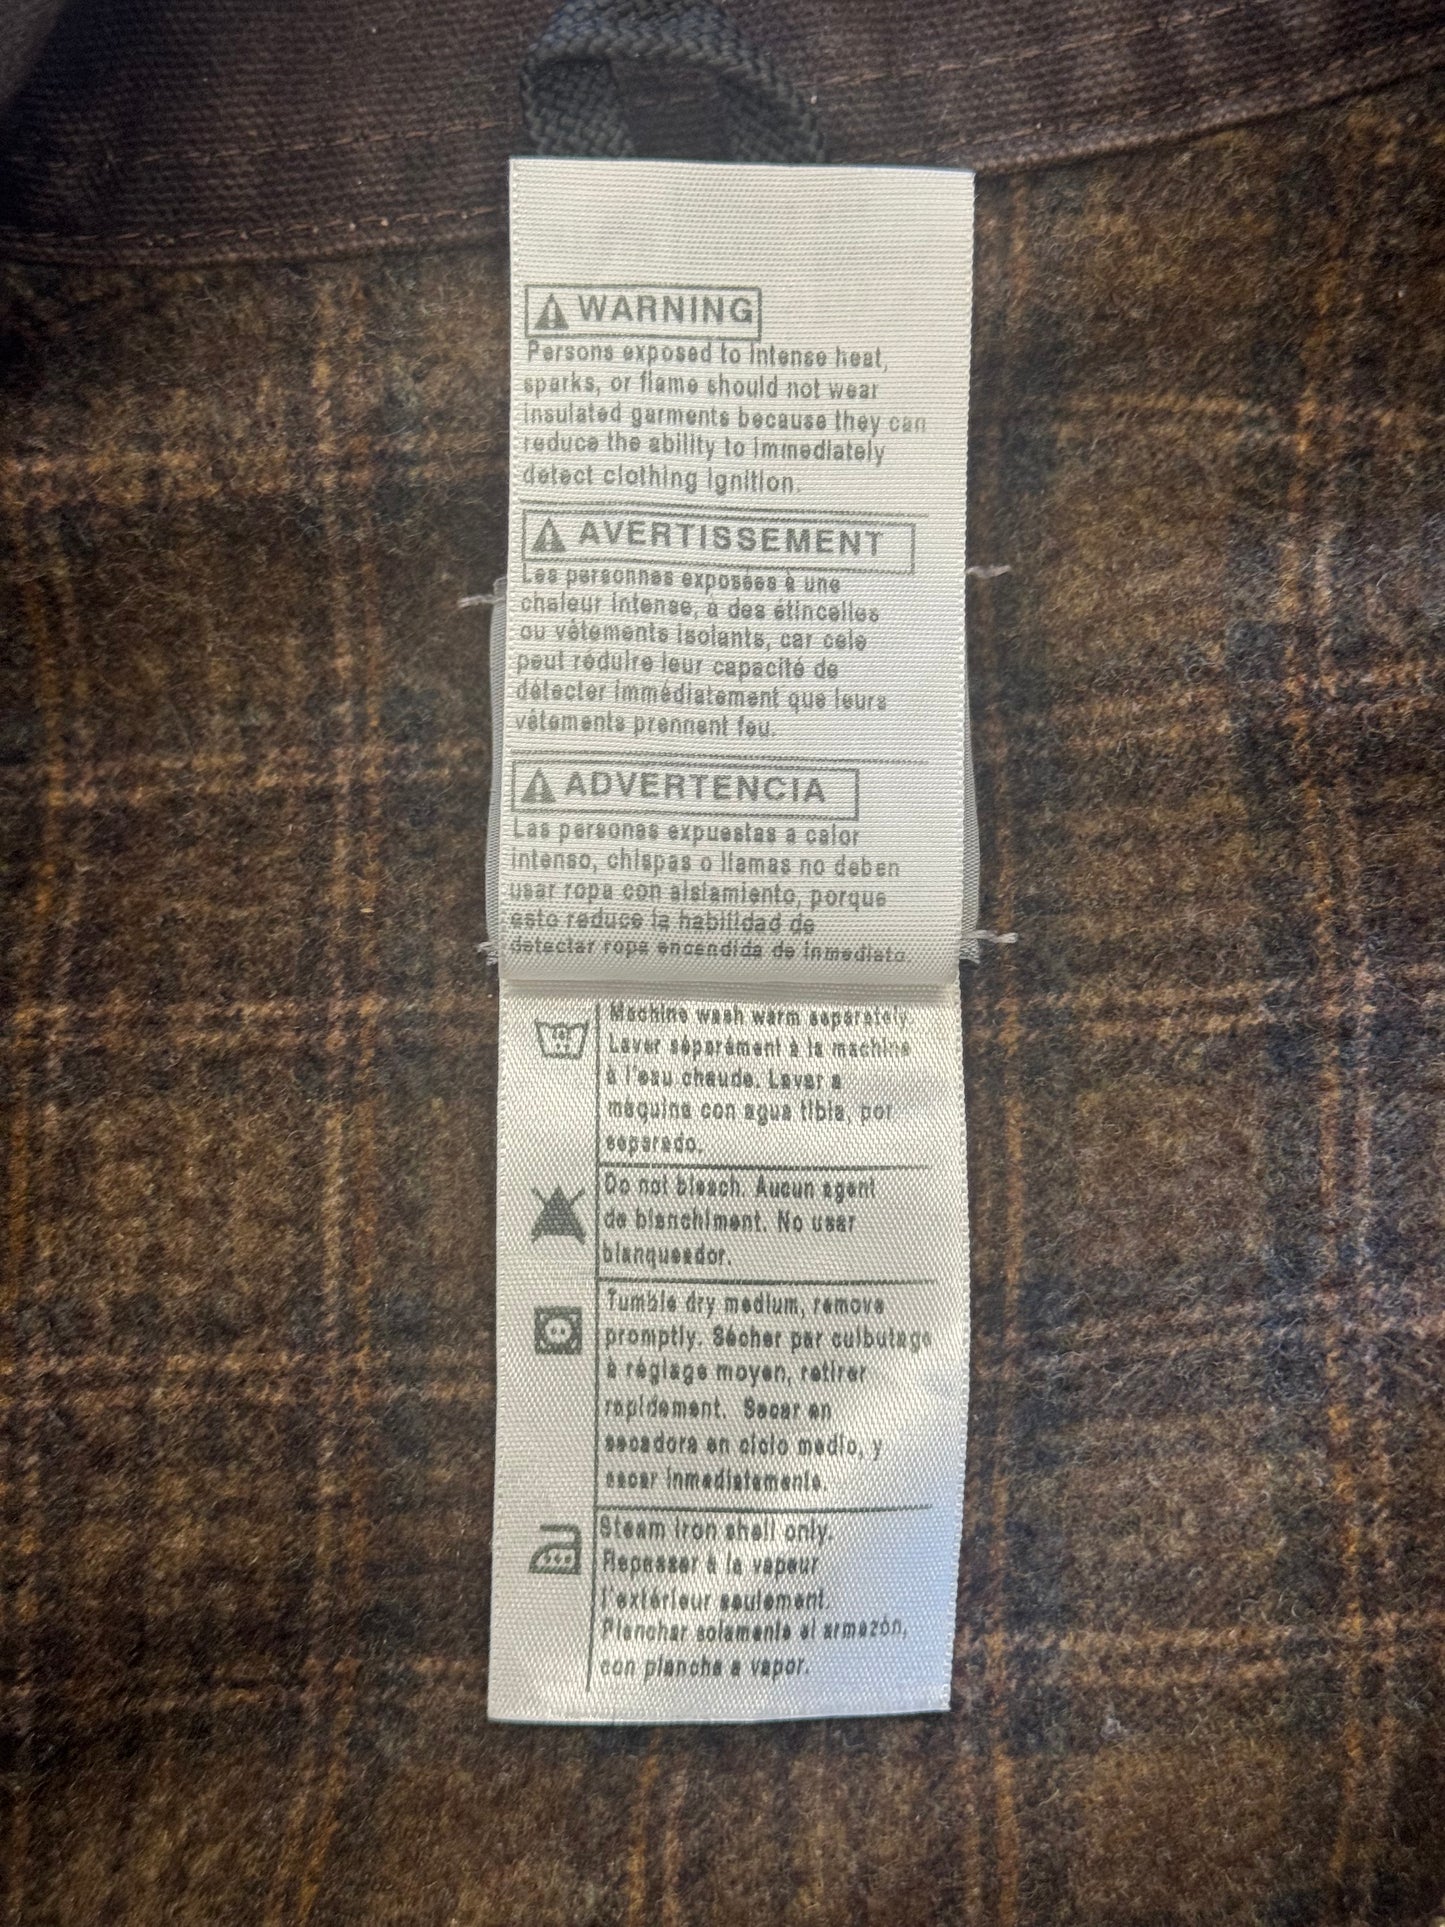 WARNING
Persons exposed to intense heat,
sparks, or flame should not wear
insulated garments because they can
reduce the ability to immediately
detect clothing ignition.
AVERTISSEMENT
Les personnes exposées à une
chaleur intense, à des étincelles
ou vêtements isolants, car cele
peut réduire leur capacité de
détecter immédiatement que leurs
vêtements prennent feu.
ADVERTENCIA
Las personas expuestas a calor
intenso, chispas o llamas no deben
usar ropa con aislamiento, porque
esto reduce la habilidad de
detectar ropa encendida de inmediato.
Machine wash warm separately.
Laver séparément à la machine
à l'eau chaude. Lavar a
máquina con agua tibia, por
separado.
Do not bleach. Aucun agent
de blanchiment. No usar
blanqueador.
Tumble dry medium, remove
promptly. Sécher par culbutage
à réglage moyen, retirer
rapidement. Secar en
secadora en ciclo medio, y
sacar inmediatamente.
Steam iron shell only.
Repasser à la vapeur
l'extérieur seulement.
Planchar solamente el armazón,
con plancha a vapor.